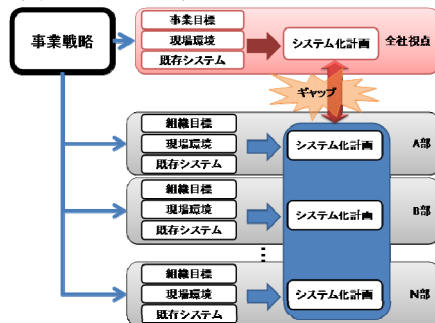 事業戦略
事業目標
現場環境
既存システム
システム化計画
全社視点
ギャップ
組織目標
現場環境
既存システム
システム化計画
A部
組織目標
現場環境
既存システム
システム化計画
B部
組織目標
現場環境
既存システム
システム化計画
N部